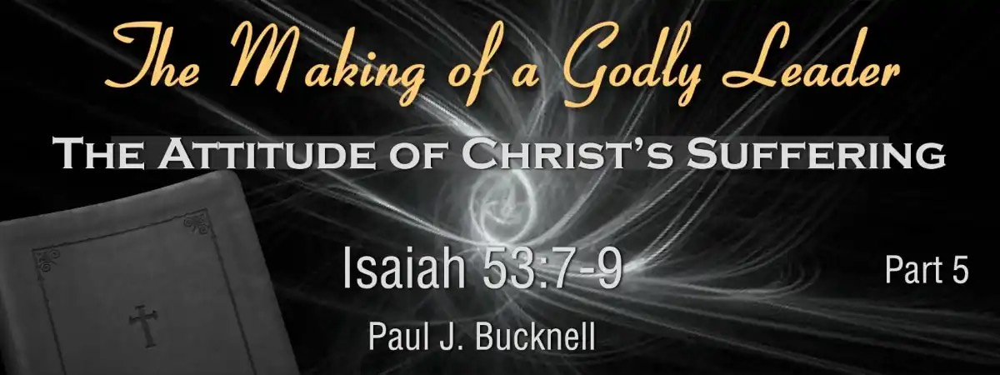 The Making of a Godly Leader
The Attitude of Christ's Suffering
Isaiah 53:7-9
Part 5
Paul J. Bucknell